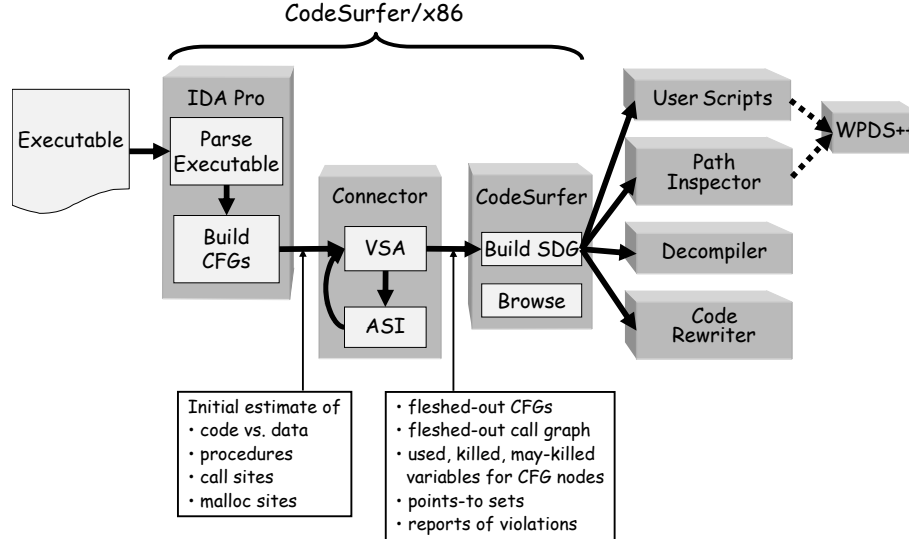 CodeSurfer/x86
Executable
IDA Pro
Parse
Executable
Build
CFGs
Connector
VSA
ASI
CodeSurfer
Build SDG
Browse
User Scripts
Path
Inspector
Decompiler
Code
Rewriter
WPDS++
Initial estimate of
• code vs. data
• procedures
• call sites
• malloc sites
• fleshed-out CFGs
• fleshed-out call graph
• used, killed, may-killed
variables for CFG nodes
• points-to sets
• reports of violations